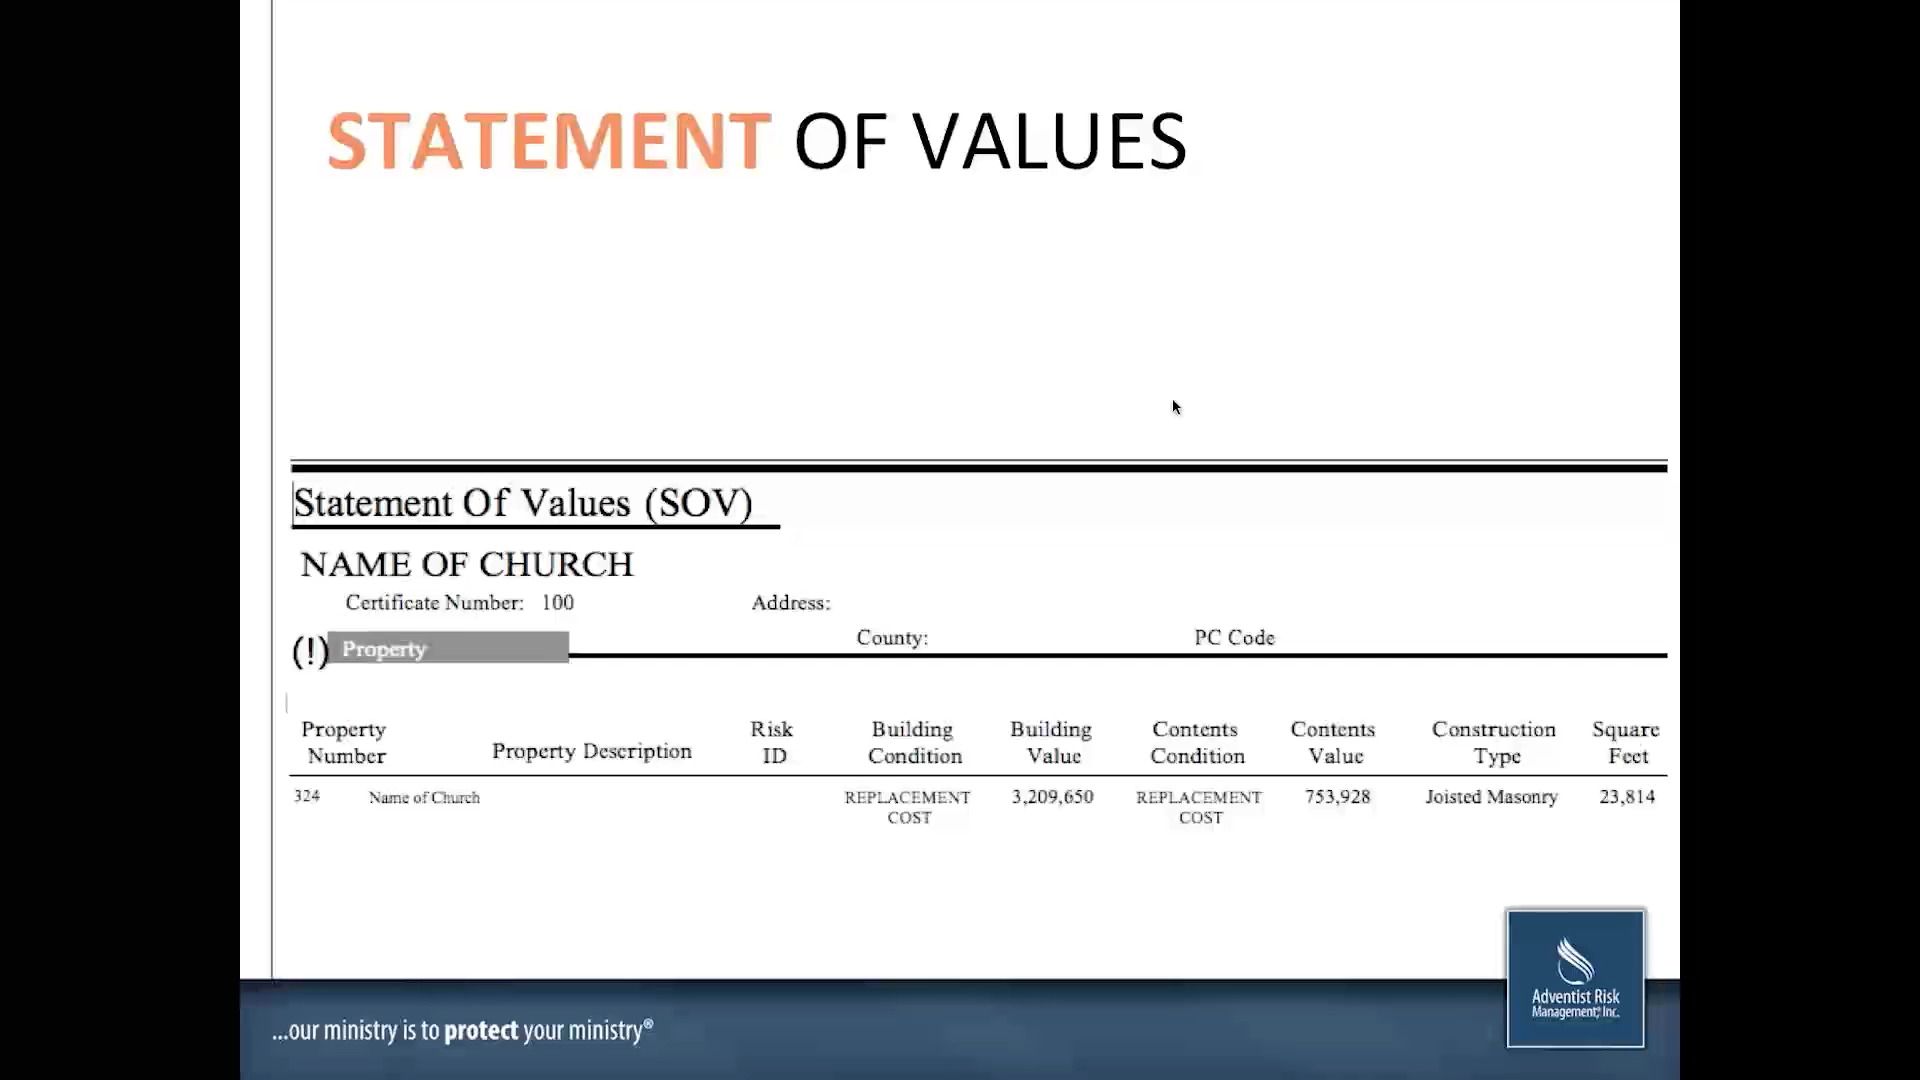 STATEMENT OF VALUES
Statement Of Values (SOV)
NAME OF CHURCH
Certificate Number: 100 Address:
(!) Property County: PC Code
Property Number Property Description Risk ID Building Condition Building Value Contents Condition Contents Value Construction Type Square Feet
324 Name of Church REPLACEMENT COST 3,209,650 REPLACEMENT COST 753,928 Joisted Masonry 23,814
Adventist Risk
Management, Inc.
...our ministry is to protect your ministry®